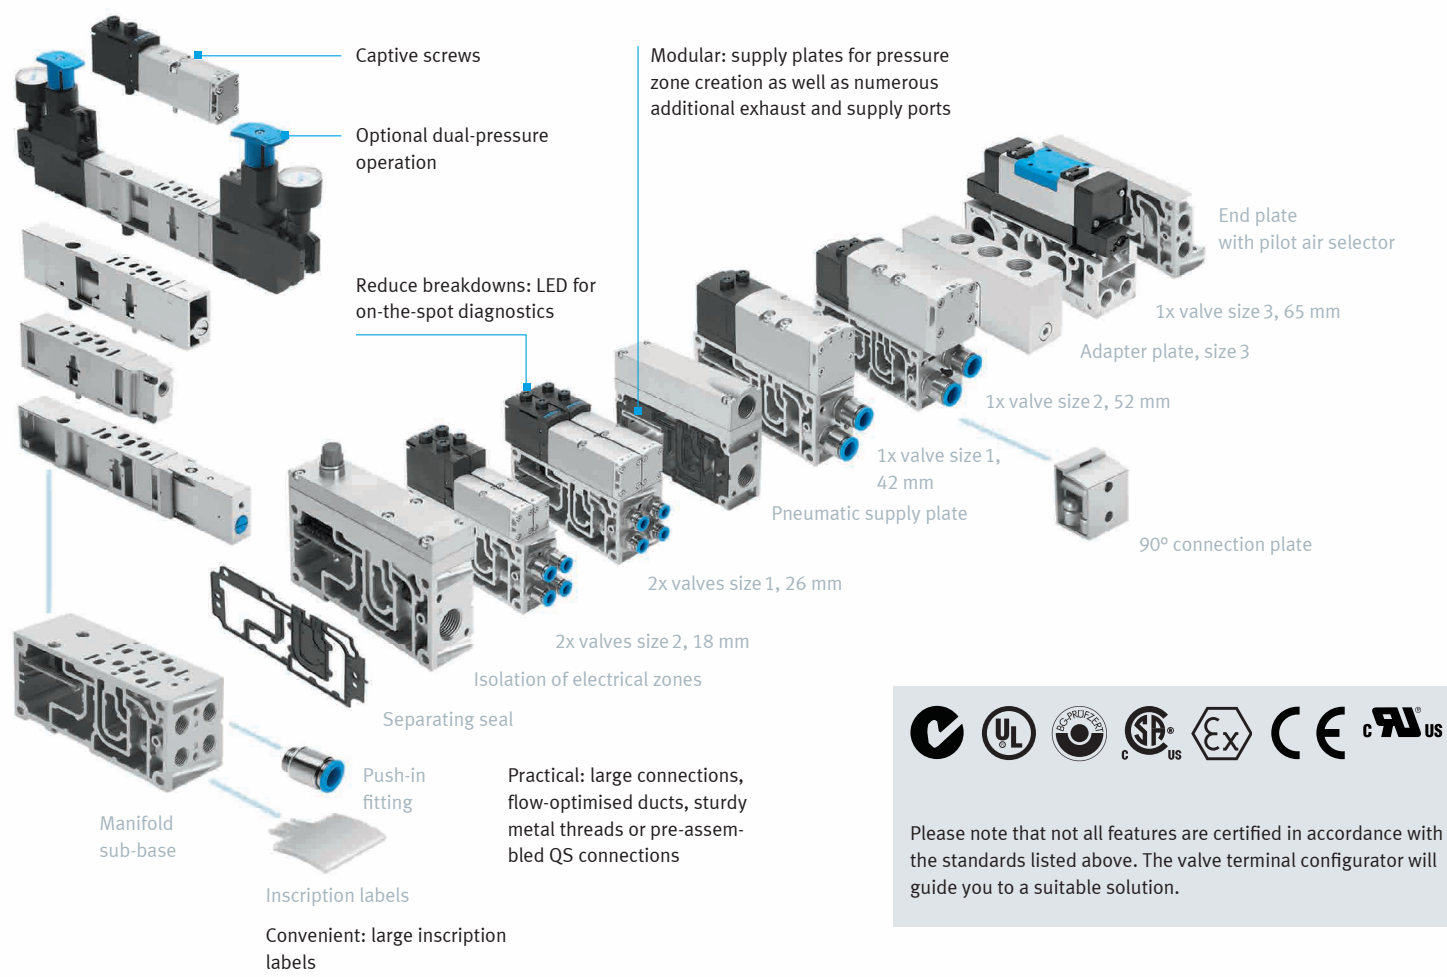 Captive screws
Optional dual-pressure
operation
Reduce breakdowns: LED for
on-the-spot diagnostics
Modular: supply plates for pressure
zone creation as well as numerous
additional exhaust and supply ports
End plate
with pilot air selector
1x valve size 3, 65 mm
Adapter plate, size 3
1x valve size 2, 52 mm
1x valve size 1,
42 mm
Pneumatic supply plate
90° connection plate
2x valves size 1, 26 mm
2x valves size 2, 18 mm
Isolation of electrical zones
Separating seal
Push-in
fitting
Manifold
sub-base
Inscription labels
Convenient: large inscription
labels
Practical: large connections,
flow-optimised ducts, sturdy
metal threads or pre-assem-
bled QS connections
UL
BG-PRÜFZERT
C SA® US
Ex
CE
c RU® US
Please note that not all features are certified in accordance with
the standards listed above. The valve terminal configurator will
guide you to a suitable solution.